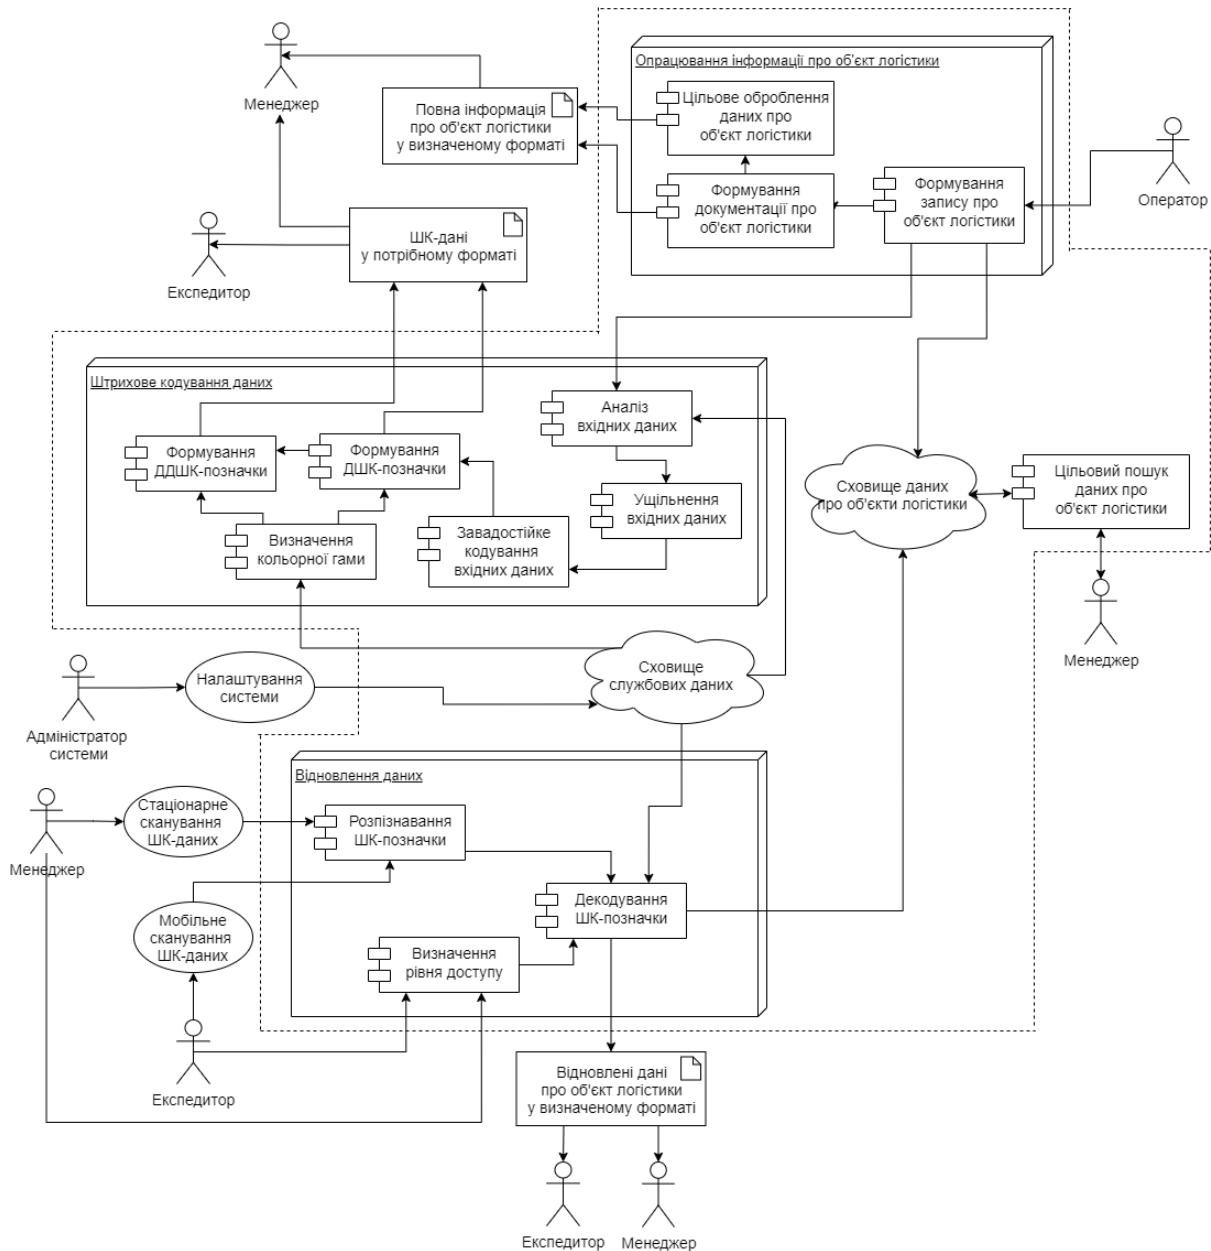 Менеджер
Опрацювання інформації про об'єкт логістики
Повна інформація
про об'єкт логістики
у визначеному форматі
Цільове оброблення
даних про
об'єкт логістики
Формування
документації про
об'єкт логістики
Формування
запису про
об'єкт логістики
Оператор
ШК-дані
у потрібному форматі
Експедитор
Штрихове кодування даних
Аналіз
вхідних даних
Формування
ДДШК-позначки
Формування
ДШК-позначки
Ущільнення
вхідних даних
Визначення
кольорної гами
Завадостійке
кодування
вхідних даних
Сховище даних
про об'єкти логістики
Цільовий пошук
даних про
об'єкт логістики
Менеджер
Адміністратор
системи
Налаштування
системи
Сховище
службових даних
Відновлення даних
Менеджер
Стаціонарне
сканування
ШК-даних
Розпізнавання
ШК-позначки
Мобільне
сканування
ШК-даних
Декодування
ШК-позначки
Визначення
рівня доступу
Експедитор
Відновлені дані
про об'єкт логістики
у визначеному форматі
Експедитор
Менеджер